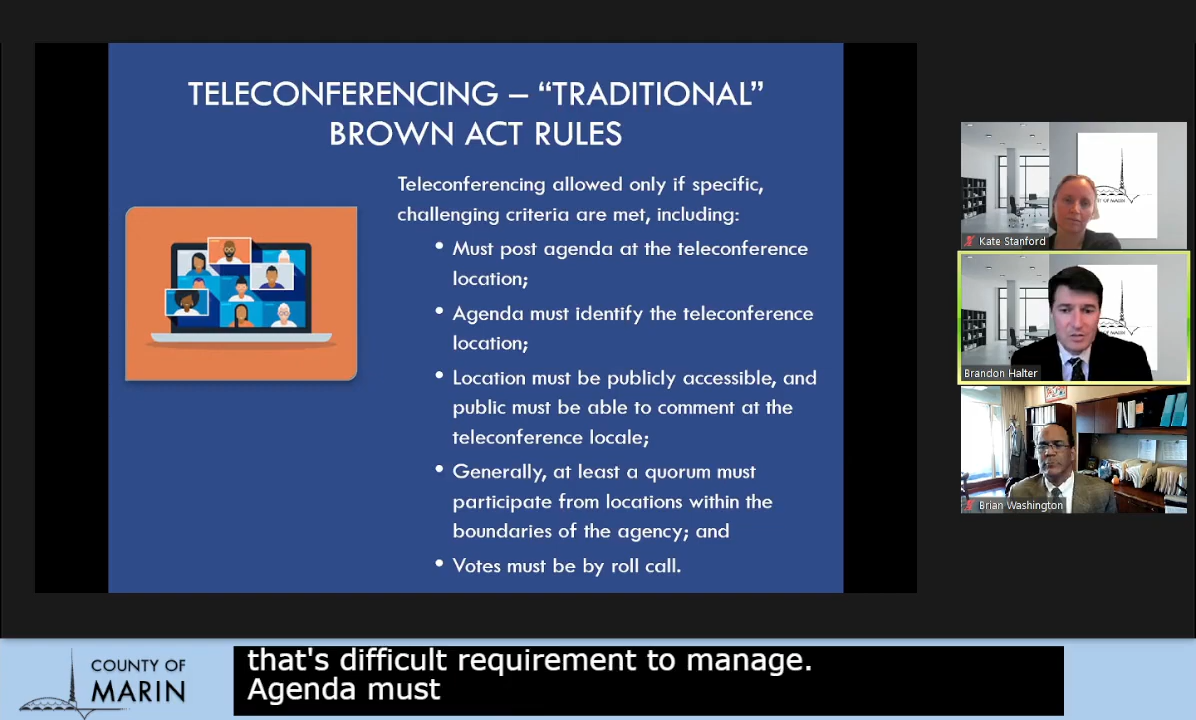 TELECONFERENCING – “TRADITIONAL”
BROWN ACT RULES
Teleconferencing allowed only if specific,
challenging criteria are met, including:
• Must post agenda at the teleconference
location;
• Agenda must identify the teleconference
location;
• Location must be publicly accessible, and
public must be able to comment at the
teleconference locale;
• Generally, at least a quorum must
participate from locations within the
boundaries of the agency; and
• Votes must be by roll call.
Kate Stanford
Brandon Halter
Brian Washington
COUNTY OF
MARIN
that's difficult requirement to manage.
Agenda must